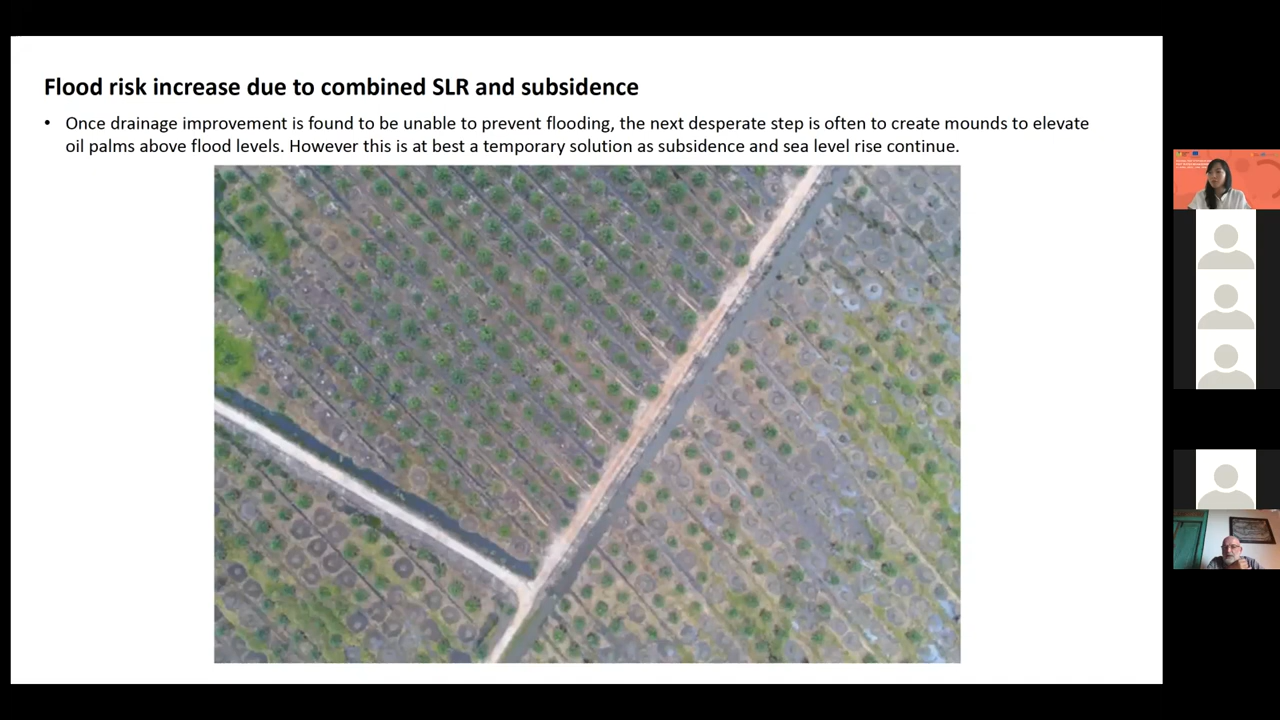 Flood risk increase due to combined SLR and subsidence
• Once drainage improvement is found to be unable to prevent flooding, the next desperate step is often to create mounds to elevate
oil palms above flood levels. However this is at best a temporary solution as subsidence and sea level rise continue.